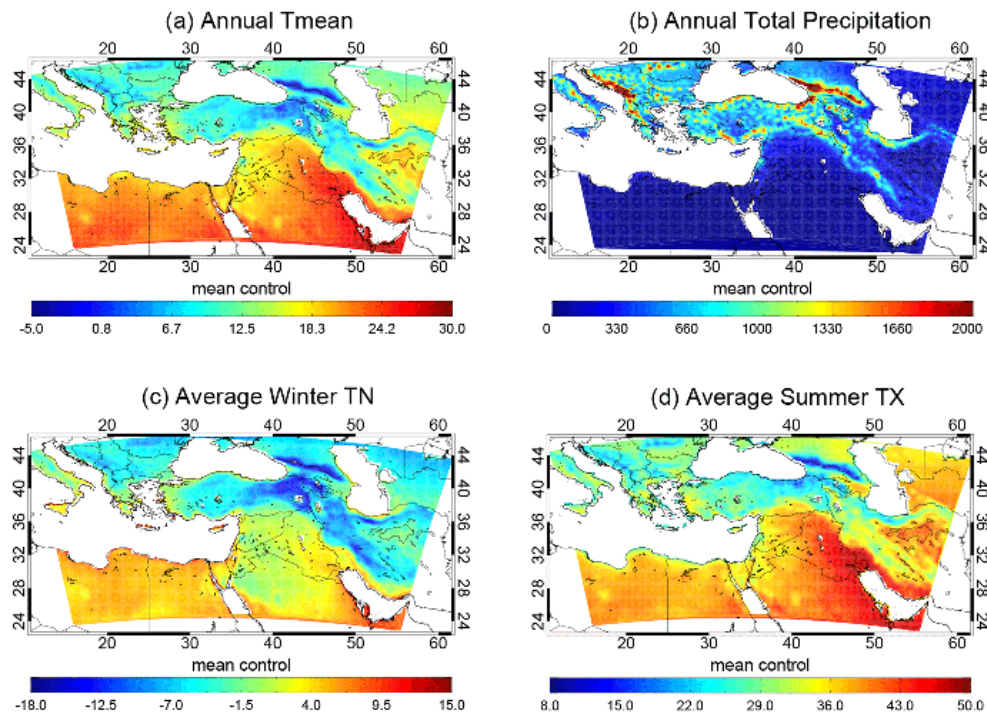 (a) Annual Tmean
20 30 40 50 60
44 40 36 32 28 24
44 40 36 32 28 24
20 30 40 50 60
mean control
-5.0 0.8 6.7 12.5 18.3 24.2 30.0
(b) Annual Total Precipitation
20 30 40 50 60
44 40 36 32 28 24
44 40 36 32 28 24
20 30 40 50 60
mean control
0 330 660 1000 1330 1660 2000
(c) Average Winter TN
20 30 40 50 60
44 40 36 32 28 24
44 40 36 32 28 24
20 30 40 50 60
mean control
-18.0 -12.5 -7.0 -1.5 4.0 9.5 15.0
(d) Average Summer TX
20 30 40 50 60
44 40 36 32 28 24
44 40 36 32 28 24
20 30 40 50 60
mean control
8.0 15.0 22.0 29.0 36.0 43.0 50.0